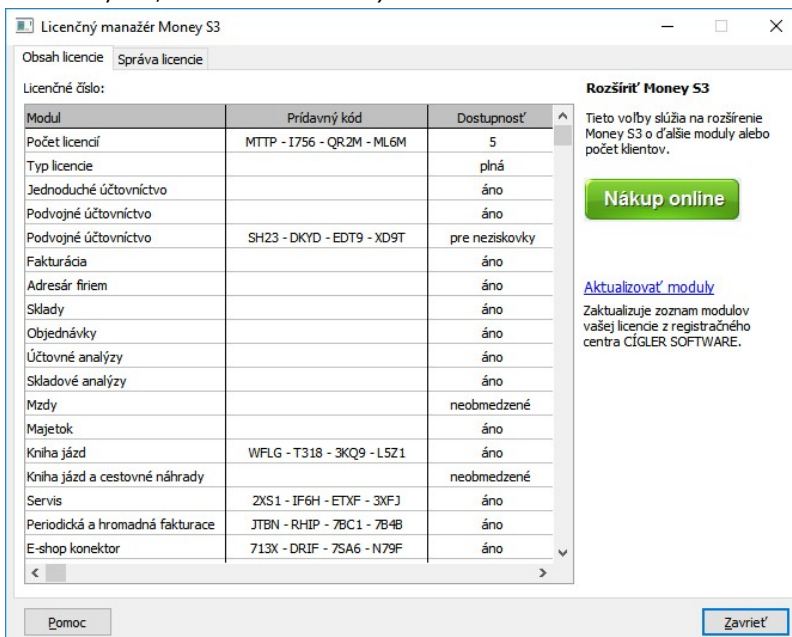 Licenčný manažér Money S3
Obsah licencie Správa licencie
Licenčné číslo:
Modul Prídavný kód Dostupnosť
Počet licencií MTTP - I756 - QR2M - ML6M 5
Typ licencie plná
Jednoduché účtovníctvo áno
Podvojné účtovníctvo áno
Podvojné účtovníctvo SH23 - DKYD - EDT9 - XD9T pre neziskovky
Fakturácia áno
Adresár firiem áno
Sklady áno
Objednávky áno
Účtovné analýzy áno
Skladové analýzy áno
Mzdy neobmedzené
Majetok áno
Kniha jázd WFLG - T318 - 3KQ9 - L5Z1 áno
Kniha jázd a cestovné náhrady neobmedzené
Servis 2XS1 - IF6H - ETXF - 3XFJ áno
Periodická a hromadná fakturace JTBN - RHIP - 7BC1 - 7B4B áno
E-shop konektor 713X - DRIF - 7SA6 - N79F áno
Rozšíriť Money S3
Tieto voľby slúžia na rozšírenie
Money S3 o ďalšie moduly alebo
počet klientov.
Nákup online
Aktualizovať moduly
Zaktualizuje zoznam modulov
vašej licencie z registračného
centra CÍGLER SOFTWARE.
Pomoc
Zavrieť